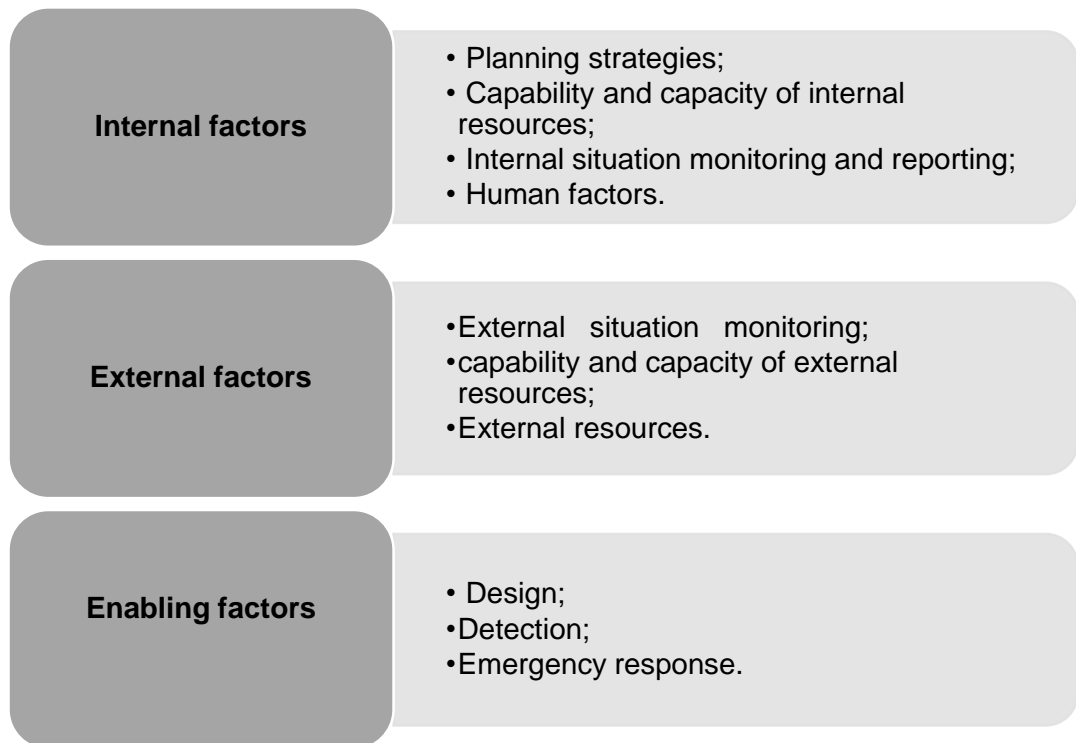 Internal factors
• Planning strategies;
• Capability and capacity of internal
resources;
• Internal situation monitoring and reporting;
• Human factors.
External factors
•External situation monitoring;
•capability and capacity of external
resources;
•External resources.
Enabling factors
• Design;
•Detection;
•Emergency response.